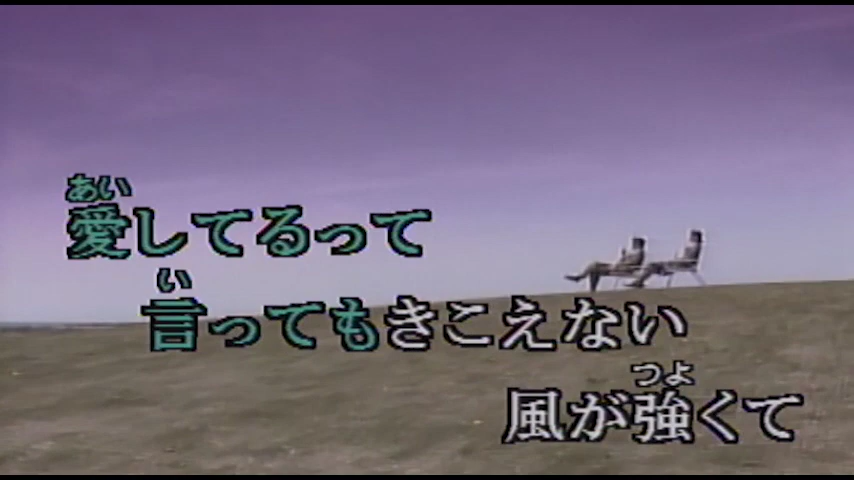 あい
愛してるって
い
言ってもきこえない
つよ
風が強くて